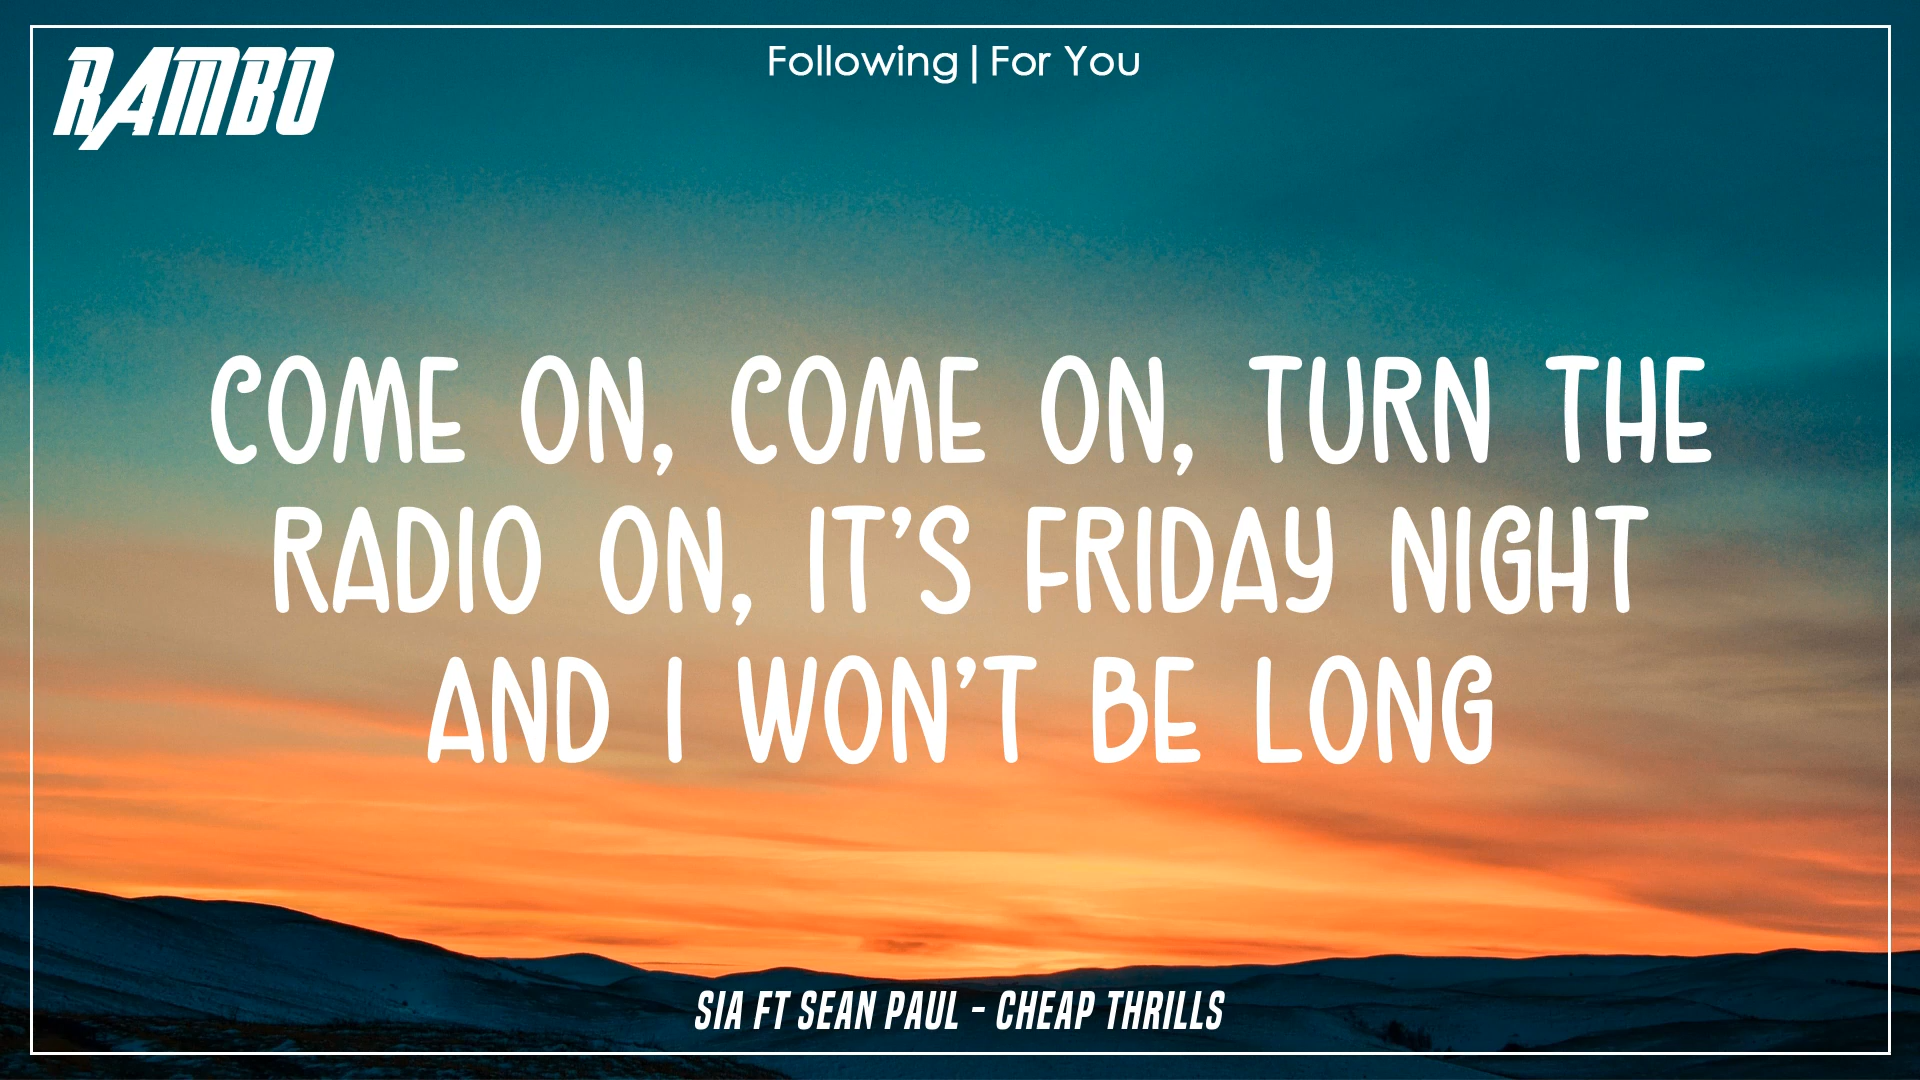 RAMBO
Following | For You
COME ON, COME ON, TURN THE
RADIO ON, IT'S FRIDAY NIGHT
AND I WON'T BE LONG
SIA FT SEAN PAUL - CHEAP THRILLS